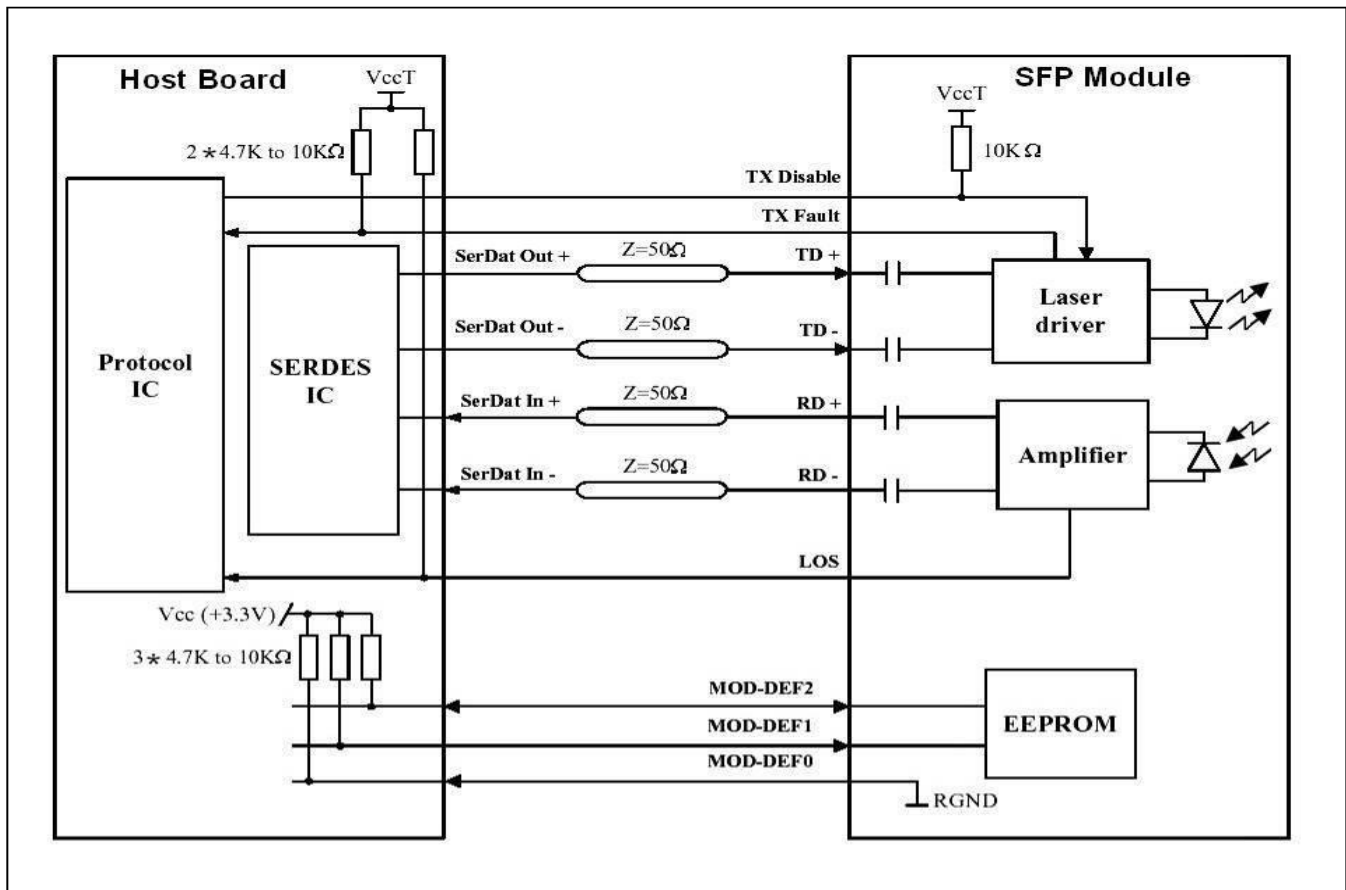 Host Board
SFP Module
VccT
VccT
2 * 4.7K to 10KΩ
10KΩ
TX Disable
TX Fault
SerDat Out +
Z=50Ω
TD +
SerDat Out -
Z=50Ω
TD -
Laser
driver
Protocol
IC
SERDES
IC
SerDat In +
Z=50Ω
RD +
SerDat In -
Z=50Ω
RD -
Amplifier
LOS
Vcc (+3.3V)
3 * 4.7K to 10KΩ
MOD-DEF2
MOD-DEF1
MOD-DEF0
EEPROM
RGND